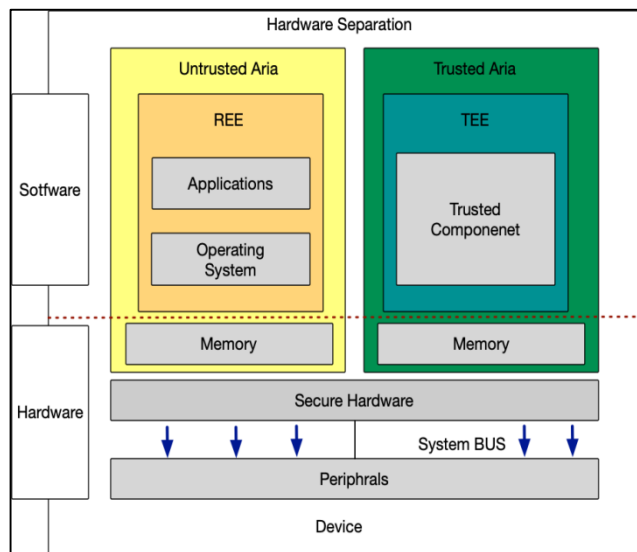 Hardware Separation
Untrusted Aria
Trusted Aria
REE
TEE
Sotfware
Applications
Trusted
Componenet
Operating
System
Memory
Memory
Hardware
Secure Hardware
System BUS
Periphrals
Device